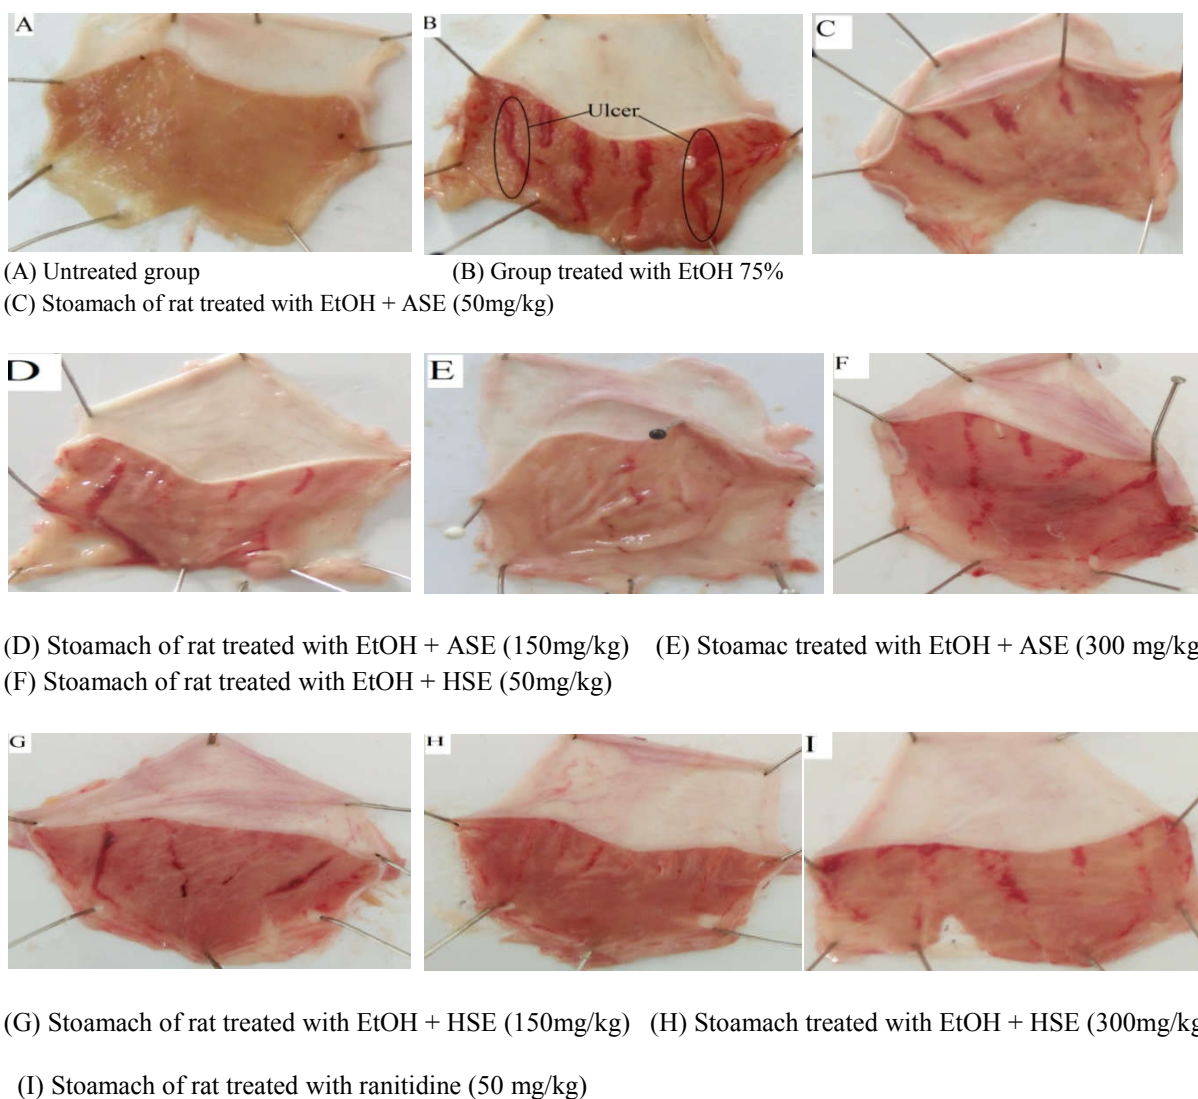 A
B
C
Ulcer
(A) Untreated group (B) Group treated with EtOH 75%
(C) Stoamach of rat treated with EtOH + ASE (50mg/kg)
D
E
F
(D) Stoamach of rat treated with EtOH + ASE (150mg/kg) (E) Stoamac treated with EtOH + ASE (300 mg/kg
(F) Stoamach of rat treated with EtOH + HSE (50mg/kg)
G
H
I
(G) Stoamach of rat treated with EtOH + HSE (150mg/kg) (H) Stoamach treated with EtOH + HSE (300mg/kg
(I) Stoamach of rat treated with ranitidine (50 mg/kg)